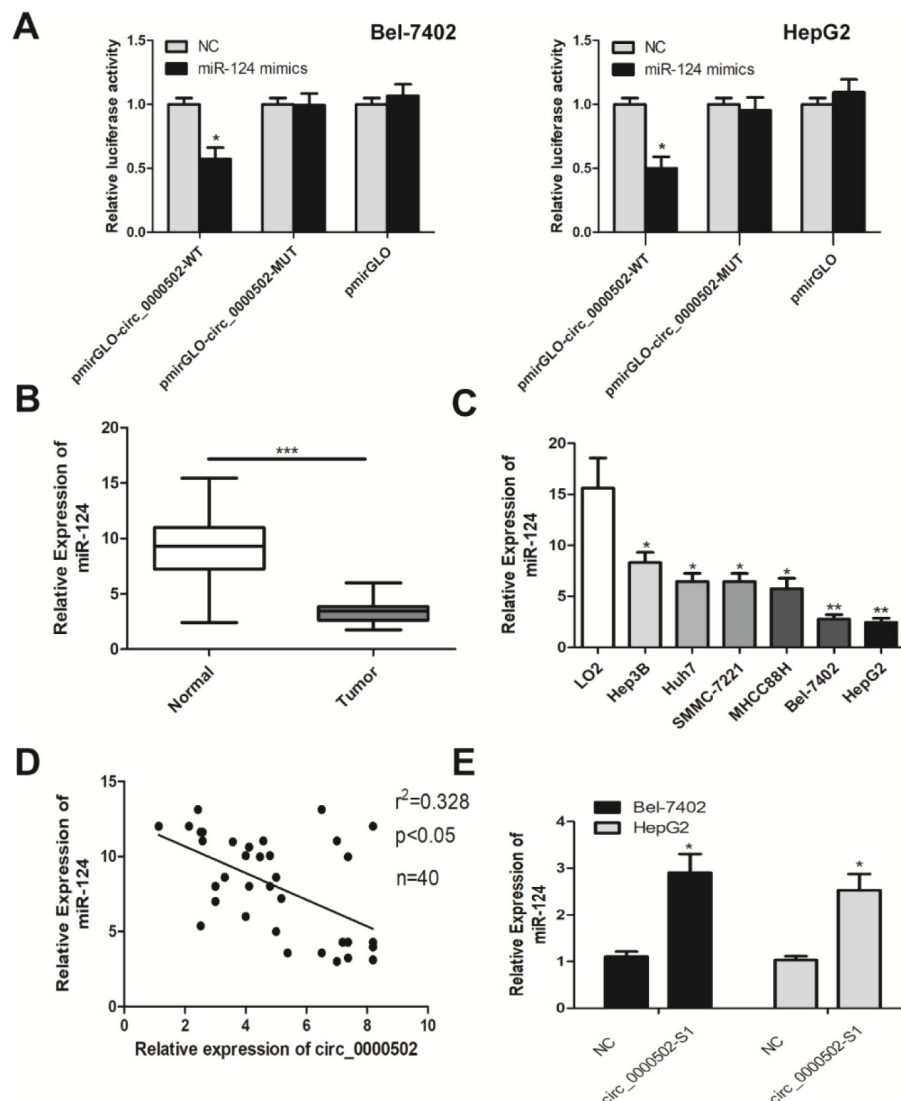 A
Bel-7402
NC
miR-124 mimics
Relative luciferase activity
1.5
1.0
0.5
0.0
*
pmirGLO-circ_0000502-WT
pmirGLO-circ_0000502-MUT
pmirGLO
HepG2
NC
miR-124 mimics
Relative luciferase activity
1.5
1.0
0.5
0.0
*
pmirGLO-circ_0000502-WT
pmirGLO-circ_0000502-MUT
pmirGLO
B
Relative Expression of
miR-124
20
15
10
5
0
***
Normal
Tumor
C
Relative Expression of
miR-124
20
15
10
5
0
*
*
*
*
**
**
LO2
Hep3B
Huh7
SMMC-7221
MHCC88H
Bel-7402
HepG2
D
Relative Expression of
miR-124
15
10
5
0
r²=0.328
p<0.05
n=40
0 2 4 6 8 10
Relative expression of circ_0000502
E
Bel-7402
HepG2
Relative Expression of
miR-124
4
3
2
1
0
*
*
NC
circ_0000502-S1
NC
circ_0000502-S1